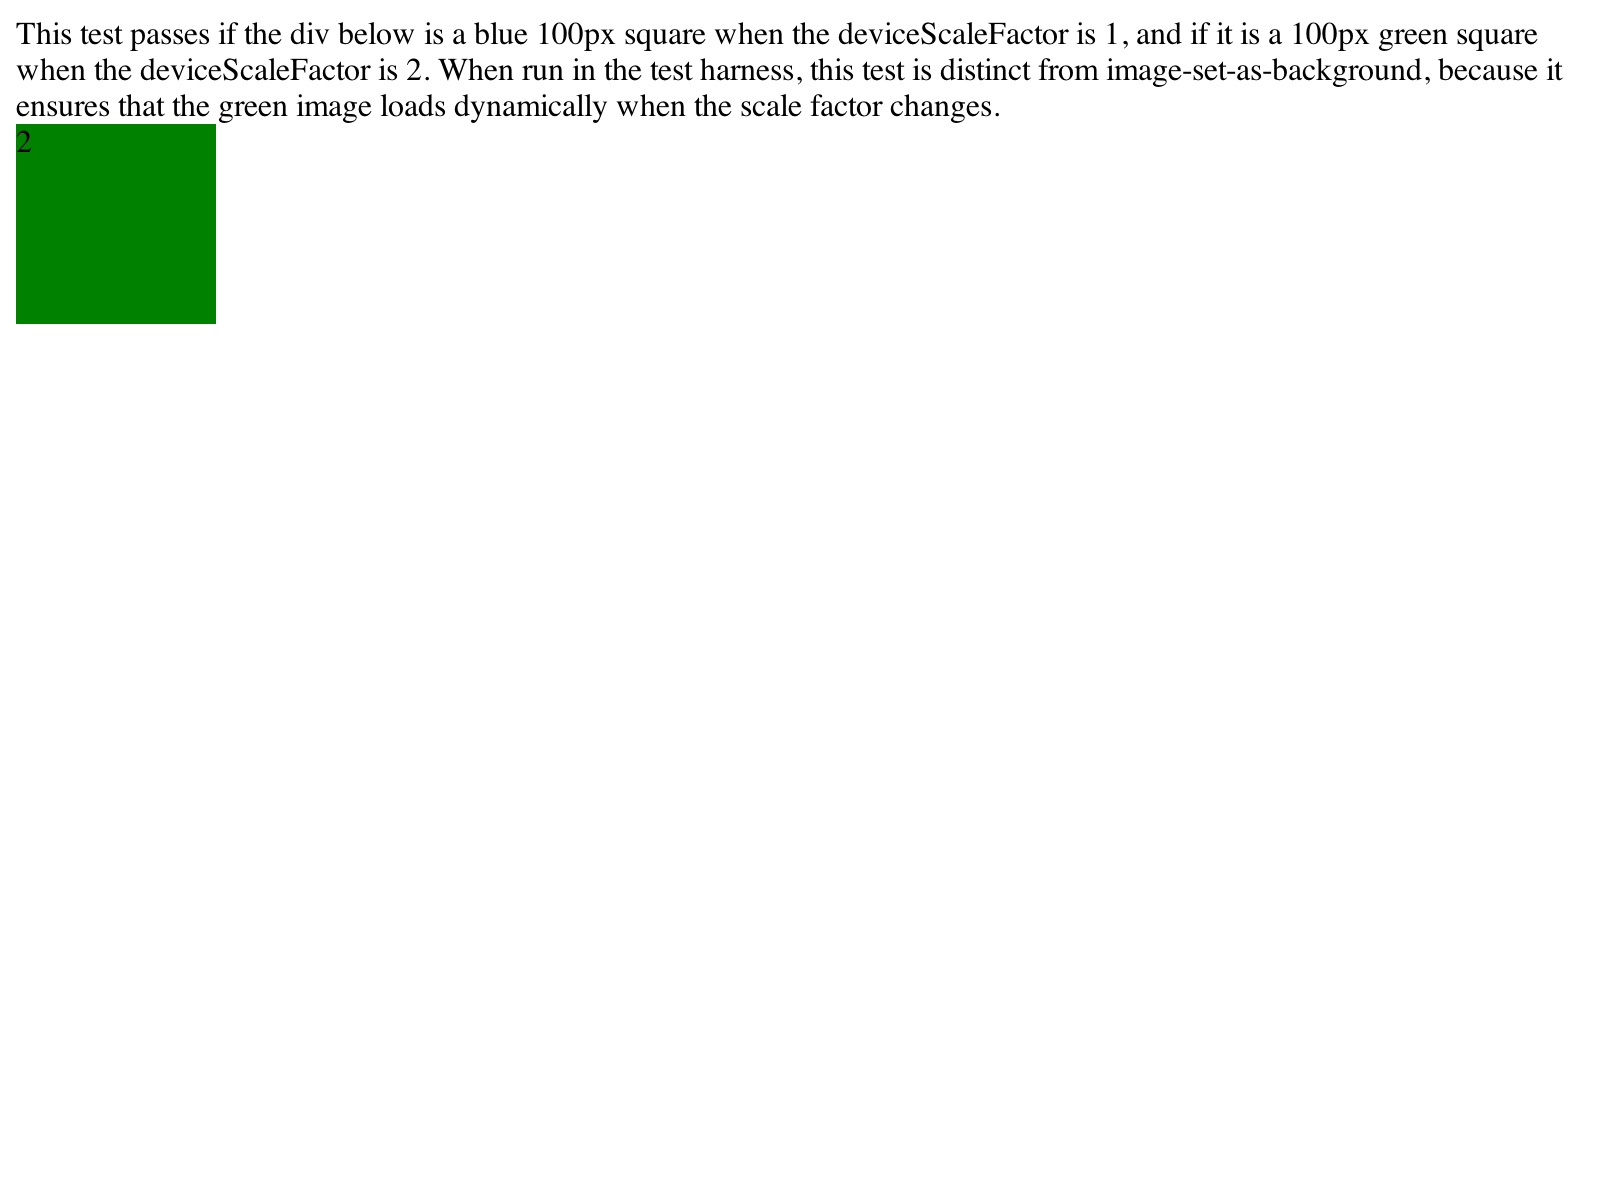 This test passes if the div below is a blue 100px square when the deviceScaleFactor is 1, and if it is a 100px green square
when the deviceScaleFactor is 2. When run in the test harness, this test is distinct from image-set-as-background, because it
ensures that the green image loads dynamically when the scale factor changes.
2